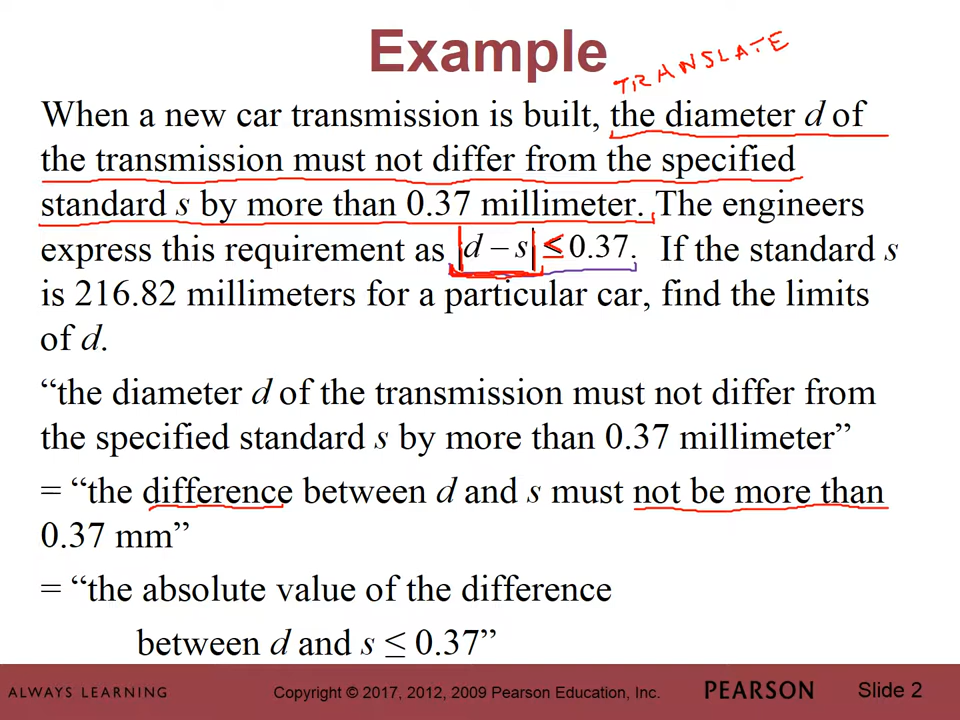 Example
TRANSLATE
When a new car transmission is built, the diameter d of
the transmission must not differ from the specified
standard s by more than 0.37 millimeter. The engineers
express this requirement as |d – s| ≤ 0.37. If the standard s
is 216.82 millimeters for a particular car, find the limits
of d.
“the diameter d of the transmission must not differ from
the specified standard s by more than 0.37 millimeter”
= “the difference between d and s must not be more than
0.37 mm”
= “the absolute value of the difference
between d and s ≤ 0.37”
ALWAYS LEARNING Copyright © 2017, 2012, 2009 Pearson Education, Inc. PEARSON Slide 2